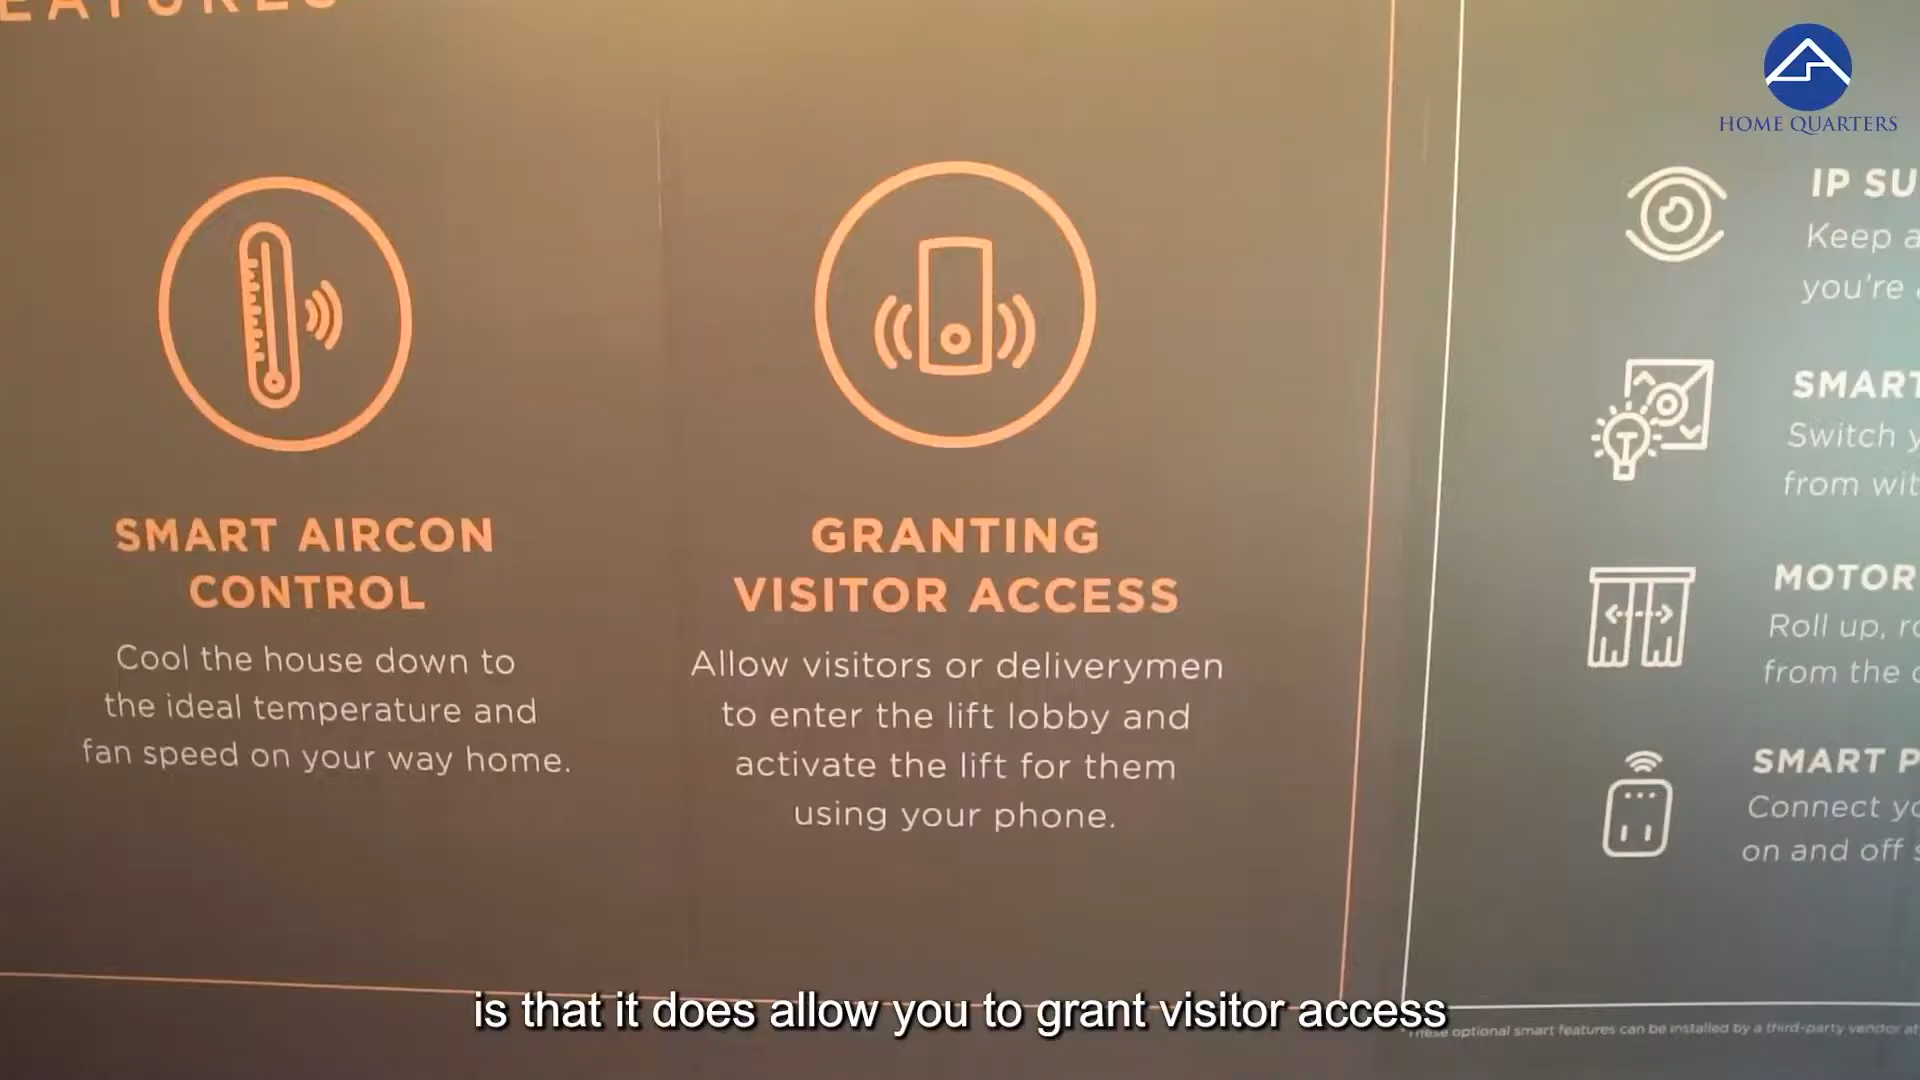 FEATURES
HOME QUARTERS
SMART AIRCON
CONTROL
Cool the house down to
the ideal temperature and
fan speed on your way home.
GRANTING
VISITOR ACCESS
Allow visitors or deliverymen
to enter the lift lobby and
activate the lift for them
using your phone.
IP SU
Keep a
you're
SMART
Switch y
from wit
MOTOR
Roll up, ro
from the
SMART P
Connect yo
on and off s
is that it does allow you to grant visitor access
*These optional smart features can be installed by a third-party vendor at